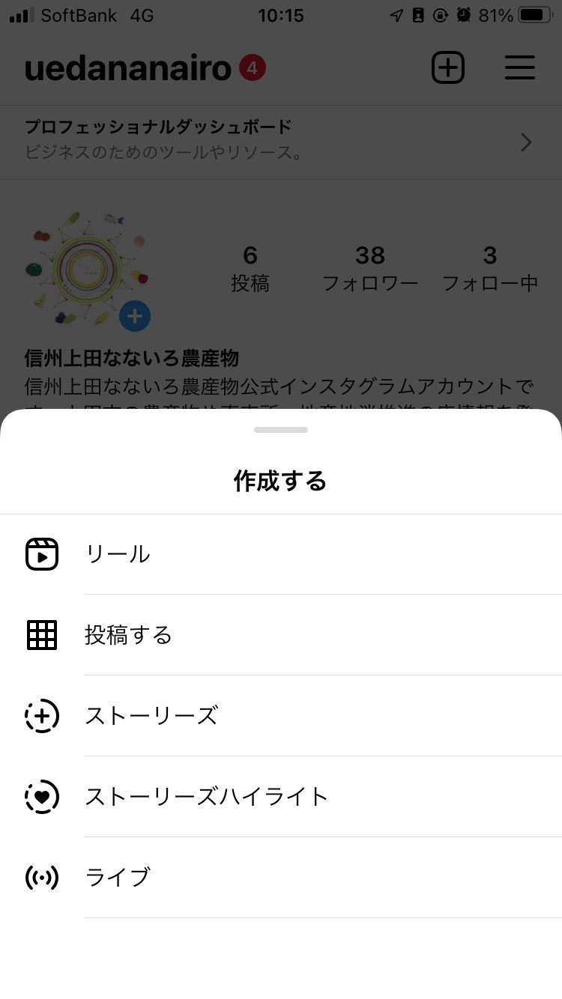 SoftBank 4G 10:15 81%
uedananairo 4
プロフェッショナルダッシュボード
ビジネスのためのツールやリソース。
6 38 3
投稿 フォロワー フォロー中
信州上田なないろ農産物
信州上田なないろ農産物公式インスタグラムアカウントで
作成する
リール
投稿する
ストーリーズ
ストーリーズハイライト
ライブ